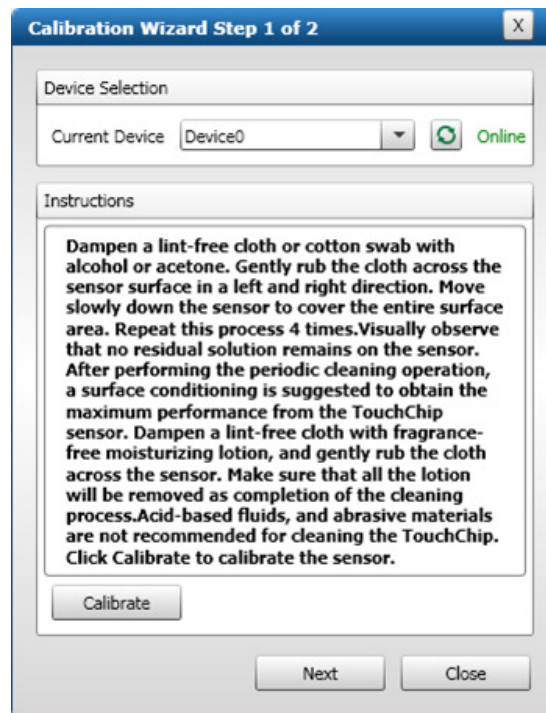 Calibration Wizard Step 1 of 2
X
Device Selection
Current Device Device0 Online
Instructions
Dampen a lint-free cloth or cotton swab with
alcohol or acetone. Gently rub the cloth across the
sensor surface in a left and right direction. Move
slowly down the sensor to cover the entire surface
area. Repeat this process 4 times.Visually observe
that no residual solution remains on the sensor.
After performing the periodic cleaning operation,
a surface conditioning is suggested to obtain the
maximum performance from the TouchChip
sensor. Dampen a lint-free cloth with fragrance-
free moisturizing lotion, and gently rub the cloth
across the sensor. Make sure that all the lotion
will be removed as completion of the cleaning
process.Acid-based fluids, and abrasive materials
are not recommended for cleaning the TouchChip.
Click Calibrate to calibrate the sensor.
Calibrate
Next Close